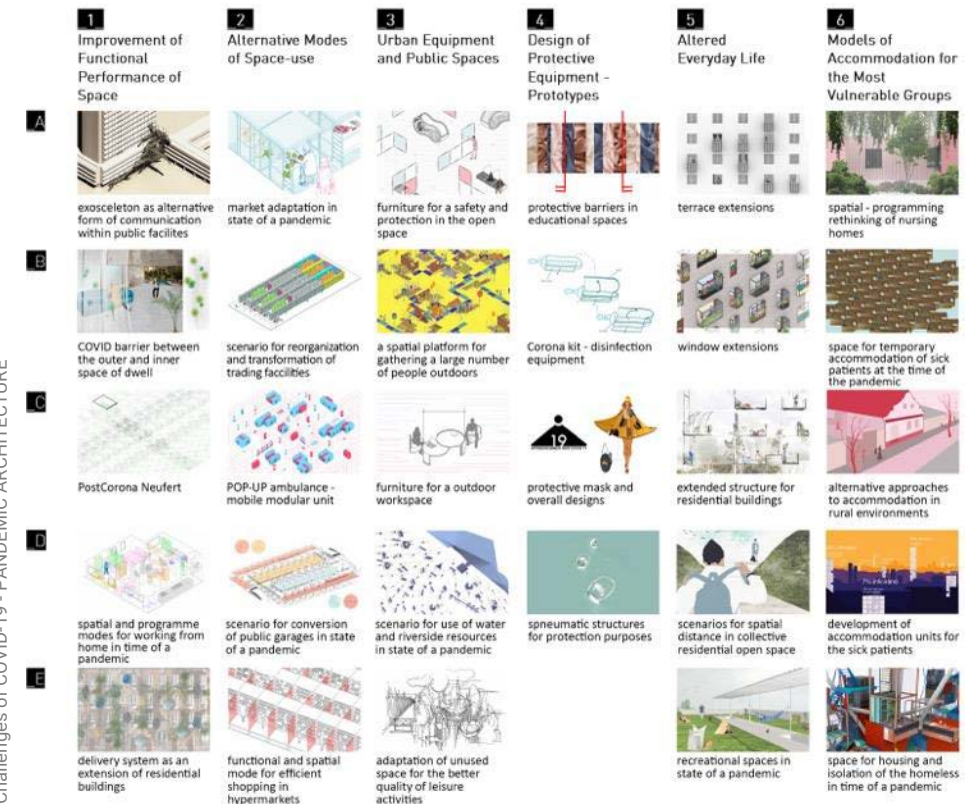 1
Improvement of
Functional
Performance of
Space
2
Alternative Modes
of Space-use
3
Urban Equipment
and Public Spaces
4
Design of
Protective
Equipment -
Prototypes
5
Altered
Everyday Life
6
Models of
Accommodation for
the Most
Vulnerable Groups
A
exosceleton as alternative
form of communication
within public facilites
market adaptation in
state of a pandemic
furniture for a safety and
protection in the open
space
protective barriers in
educational spaces
terrace extensions
spatial - programming
rethinking of nursing
homes
B
COVID barrier between
the outer and inner
space of dwell
scenario for reorganization
and transformation of
trading faccilities
a spatial platform for
gathering a large number
of people outdoors
Corona kit - disinfection
equipment
window extensions
space for temporary
accommodation of sick
patients at the time of
the pandemic
C
PostCorona Neufert
POP-UP ambulance -
mobile modular unit
furniture for a outdoor
workspace
19
protective mask and
overall designs
extended structure for
residential buildings
alternative approaches
to accommodation in
rural environments
D
spatial and programme
modes for working from
home in time of a
pandemic
scenario for conversion
of public garages in state
of a pandemic
scenario for use of water
and riverside resources
in state of a pandemic
spneumatic structures
for protection purposes
scenarios for spatial
distance in collective
residential open space
development of
accommodation units for
the sick patients
E
delivery system as an
extension of residential
buildings
functional and spatial
mode for efficient
shopping in
hypermarkets
adaptation of unused
space for the better
quality of leisure
activities
recreational spaces in
state of a pandemic
space for housing and
isolation of the homeless
in time of a pandemic
Challenges of COVID-19 - PANDEMIC ARCHITECTURE